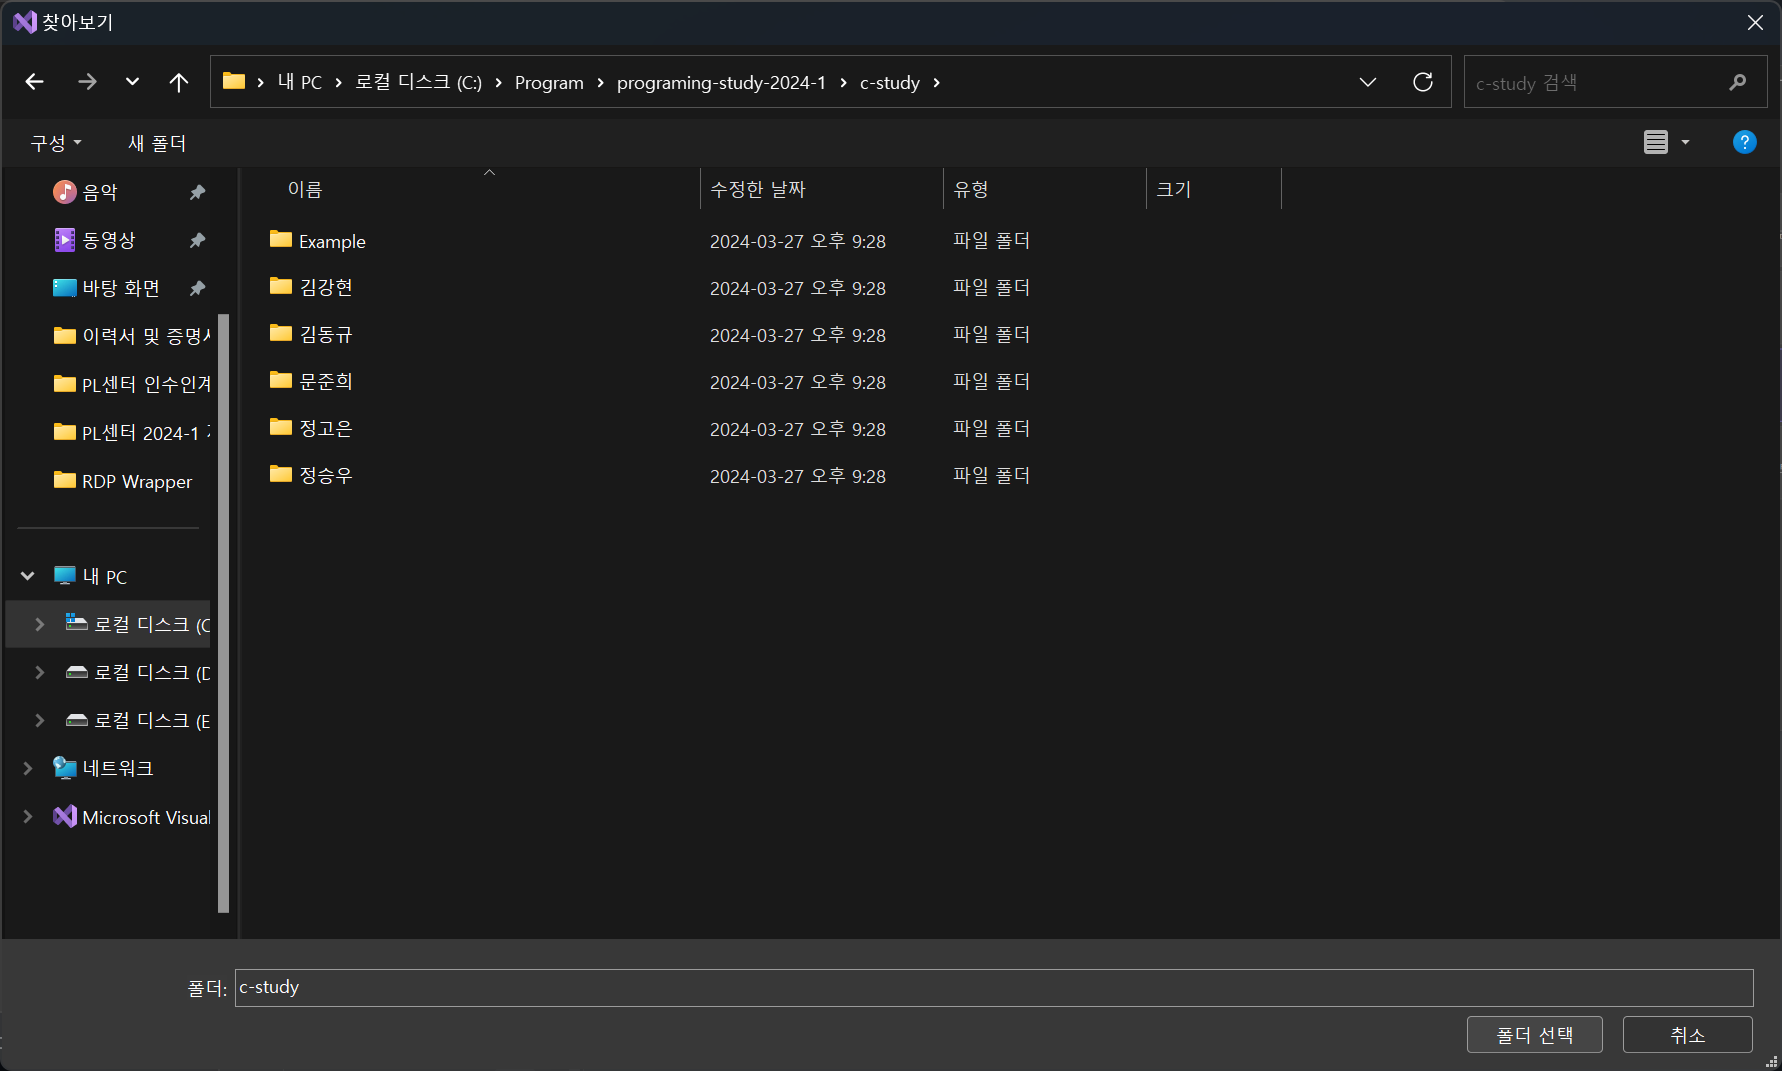 찾아보기
내 PC 로컬 디스크 (C:) Program programing-study-2024-1 c-study
c-study 검색
구성 새 폴더
이름 수정한 날짜 유형 크기
음악
동영상
바탕 화면
이력서 및
PL센터
PL센터 2024-1
RDP Wrapper
내 PC
로컬 디스크 (C
로컬 디스크 (D
로컬 디스크 (E
네트워크
Microsoft Visual
Example 2024-03-27 오후 9:28 파일 폴더
김강현 2024-03-27 오후 9:28 파일 폴더
김동규 2024-03-27 오후 9:28 파일 폴더
문준희 2024-03-27 오후 9:28 파일 폴더
정고은 2024-03-27 오후 9:28 파일 폴더
정승우 2024-03-27 오후 9:28 파일 폴더
폴더: c-study
폴더 선택 취소